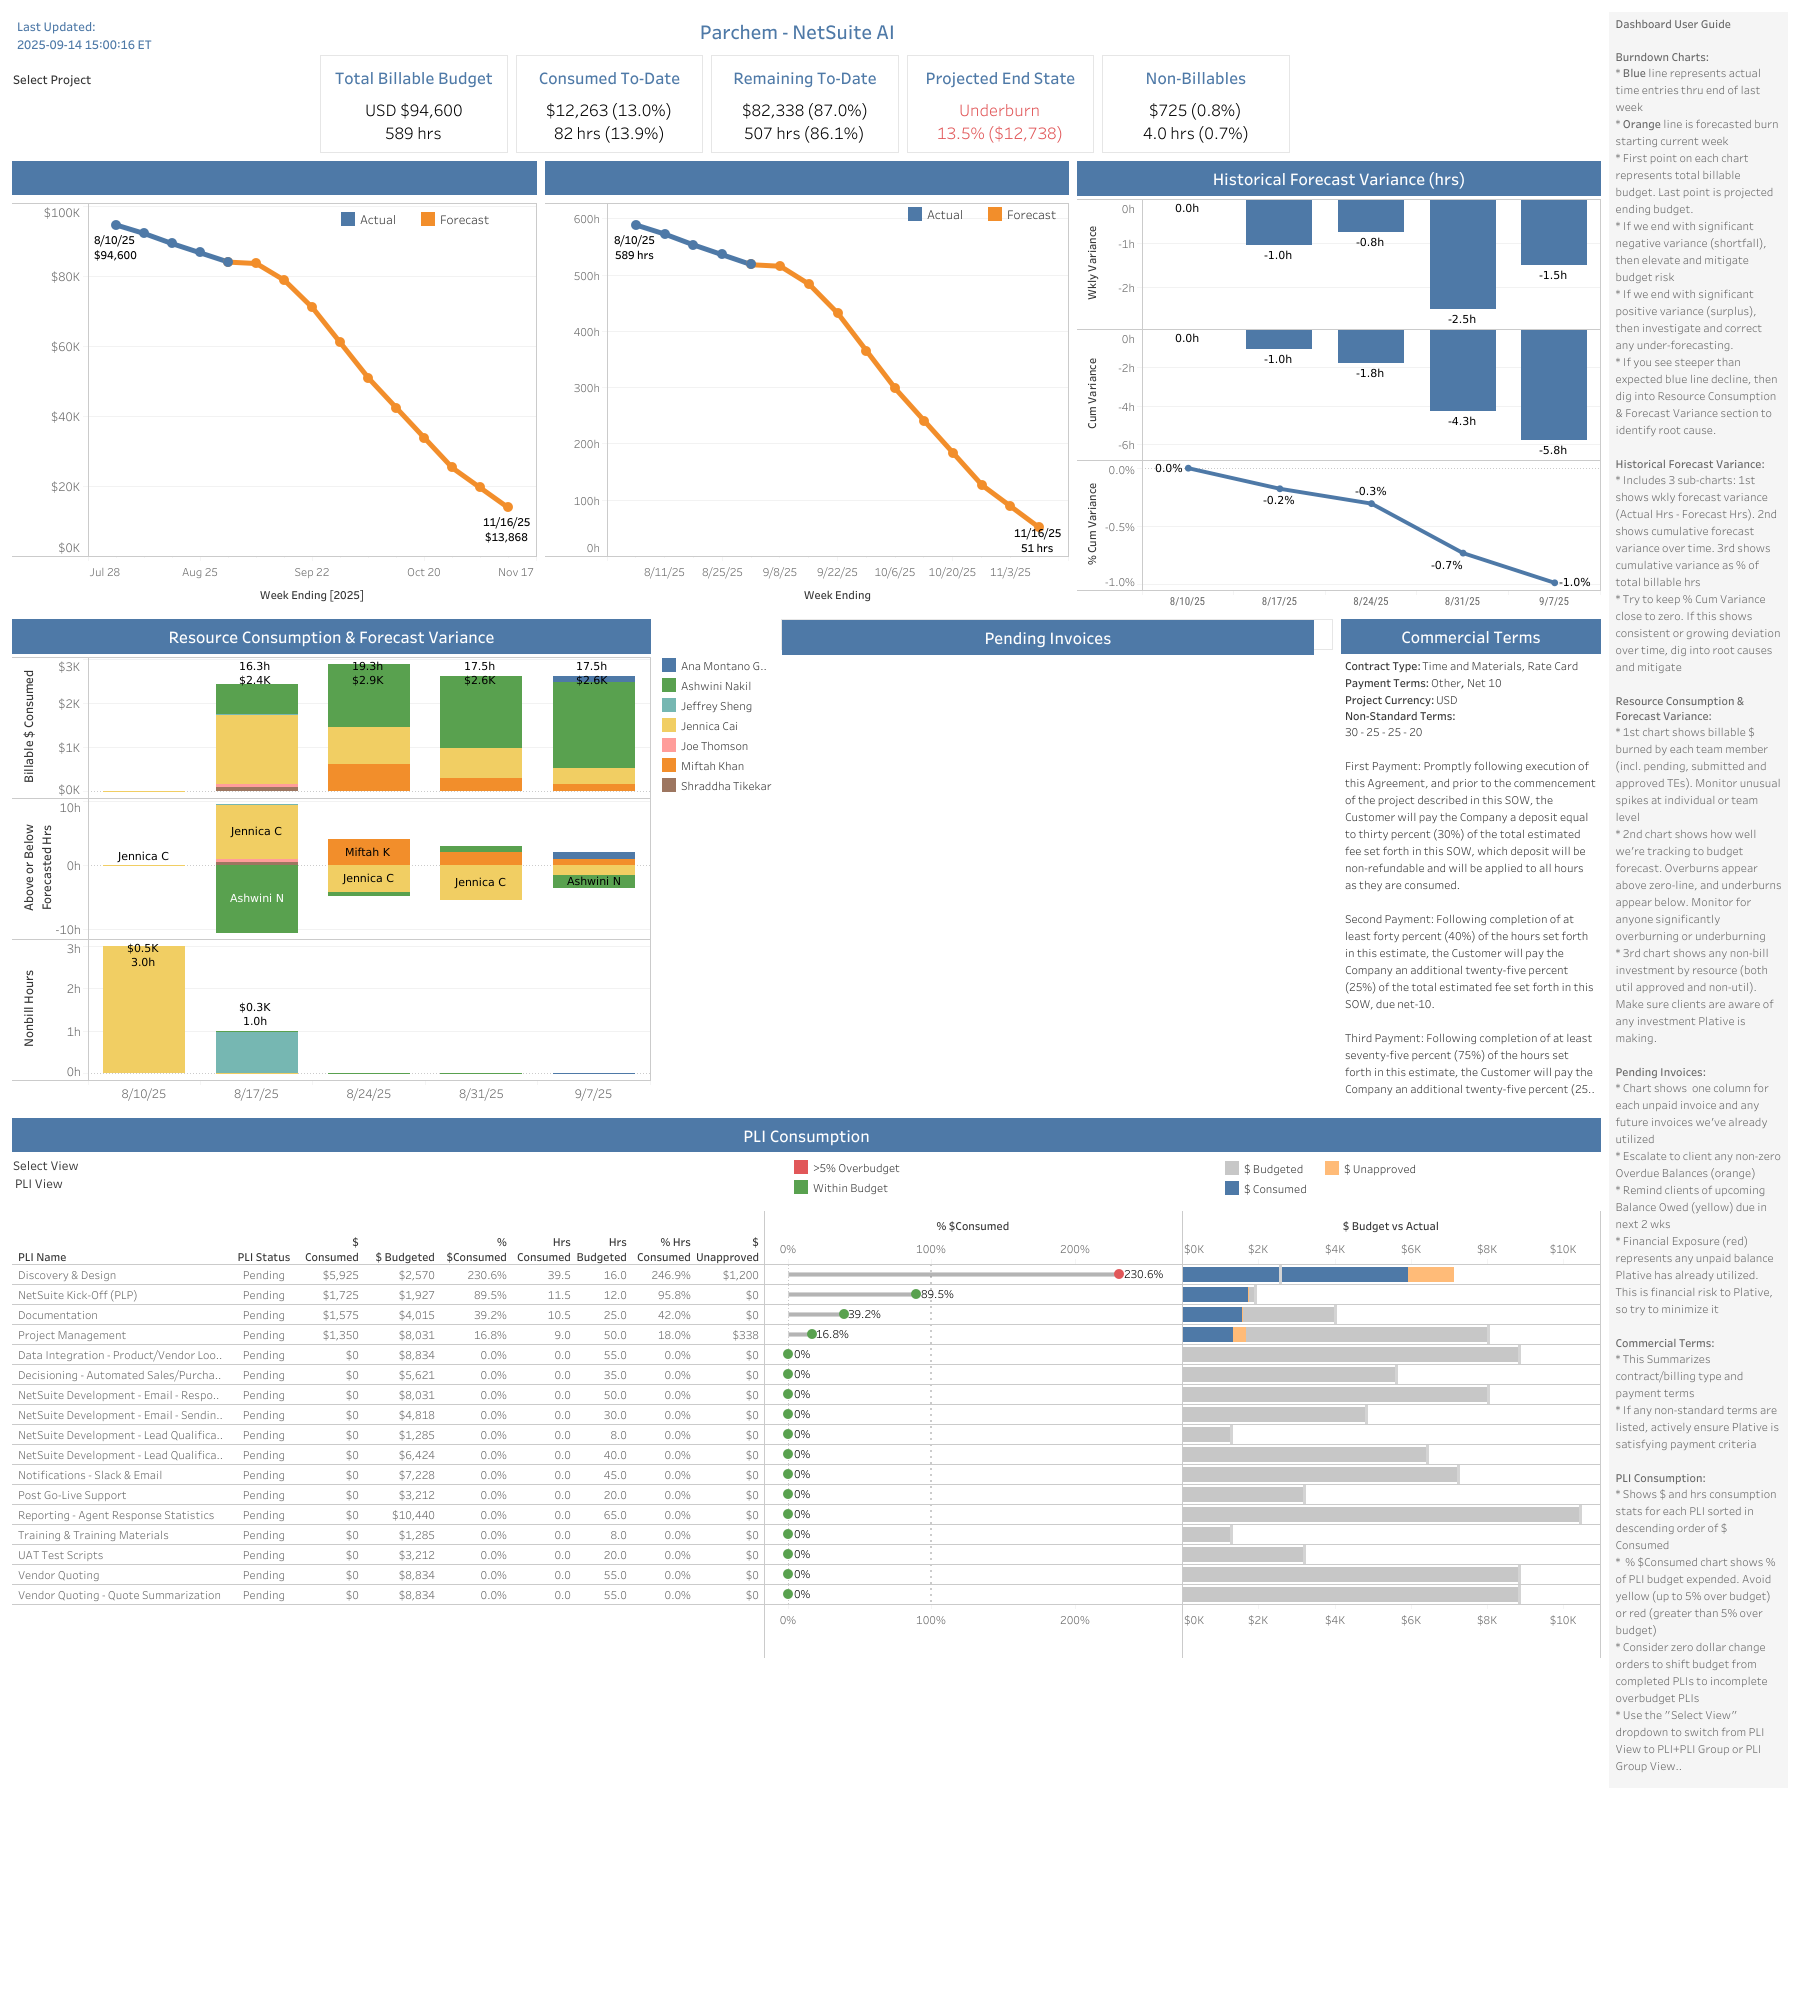 Last Updated:
2025-09-14 15:00:16 ET
Parchem - NetSuite AI
Select Project
Total Billable Budget
USD $94,600
589 hrs
Consumed To-Date
$12,263 (13.0%)
82 hrs (13.9%)
Remaining To-Date
$82,338 (87.0%)
507 hrs (86.1%)
Projected End State
Underburn
13.5% ($12,738)
Non-Billables
$725 (0.8%)
4.0 hrs (0.7%)
$100K
$80K
$60K
$40K
$20K
$0K
Actual
Forecast
8/10/25
$94,600
11/16/25
$13,868
Jul 28
Aug 25
Sep 22
Oct 20
Nov 17
Week Ending [2025]
600h
500h
400h
300h
200h
100h
0h
Actual
Forecast
8/10/25
589 hrs
11/16/25
51 hrs
8/11/25
8/25/25
9/8/25
9/22/25
10/6/25
10/20/25
11/3/25
Week Ending
Historical Forecast Variance (hrs)
Wkly Variance
0h
-1h
-2h
0.0h
-1.0h
-0.8h
-2.5h
-1.5h
Cum Variance
0h
-2h
-4h
-6h
0.0h
-1.0h
-1.8h
-4.3h
-5.8h
% Cum Variance
0.0%
-0.5%
-1.0%
0.0%
-0.2%
-0.3%
-0.7%
-1.0%
8/10/25
8/17/25
8/24/25
8/31/25
9/7/25
Resource Consumption & Forecast Variance
Billable $ Consumed
$3K
$2K
$1K
$0K
16.3h
$2.4K
19.3h
$2.9K
17.5h
$2.6K
17.5h
$2.6K
Above or Below
Forecasted Hrs
10h
0h
-10h
Jennica C
Jennica C
Ashwini N
Miftah K
Jennica C
Jennica C
Ashwini N
Nonbill Hours
3h
2h
1h
0h
$0.5K
3.0h
$0.3K
1.0h
8/10/25
8/17/25
8/24/25
8/31/25
9/7/25
Ana Montano G..
Ashwini Nakil
Jeffrey Sheng
Jennica Cai
Joe Thomson
Miftah Khan
Shraddha Tikekar
Pending Invoices
Commercial Terms
Contract Type: Time and Materials, Rate Card
Payment Terms: Other, Net 10
Project Currency: USD
Non-Standard Terms:
30 - 25 - 25 - 20
First Payment: Promptly following execution of
this Agreement, and prior to the commencement
of the project described in this SOW, the
Customer will pay the Company a deposit equal
to thirty percent (30%) of the total estimated
fee set forth in this SOW, which deposit will be
non-refundable and will be applied to all hours
as they are consumed.
Second Payment: Following completion of at
least forty percent (40%) of the hours set forth
in this estimate, the Customer will pay the
Company an additional twenty-five percent
(25%) of the total estimated fee set forth in this
SOW, due net-10.
Third Payment: Following completion of at least
seventy-five percent (75%) of the hours set
forth in this estimate, the Customer will pay the
Company an additional twenty-five percent (25..
PLI Consumption
Select View
PLI View
>5% Overbudget
Within Budget
$ Budgeted
$ Unapproved
$ Consumed
PLI Name PLI Status $ Consumed $ Budgeted % $Consumed Hrs Consumed Hrs Budgeted % Hrs Consumed $ Unapproved
% $Consumed
0% 100% 200%
$ Budget vs Actual
$0K $2K $4K $6K $8K $10K
Discovery & Design Pending $5,925 $2,570 230.6% 39.5 16.0 246.9% $1,200 230.6%
NetSuite Kick-Off (PLP) Pending $1,725 $1,927 89.5% 11.5 12.0 95.8% $0 89.5%
Documentation Pending $1,575 $4,015 39.2% 10.5 25.0 42.0% $0 39.2%
Project Management Pending $1,350 $8,031 16.8% 9.0 50.0 18.0% $338 16.8%
Data Integration - Product/Vendor Loo.. Pending $0 $8,834 0.0% 0.0 55.0 0.0% $0 0%
Decisioning - Automated Sales/Purcha.. Pending $0 $5,621 0.0% 0.0 35.0 0.0% $0 0%
NetSuite Development - Email - Respo.. Pending $0 $8,031 0.0% 0.0 50.0 0.0% $0 0%
NetSuite Development - Email - Sendin.. Pending $0 $4,818 0.0% 0.0 30.0 0.0% $0 0%
NetSuite Development - Lead Qualifica.. Pending $0 $1,285 0.0% 0.0 8.0 0.0% $0 0%
NetSuite Development - Lead Qualifica.. Pending $0 $6,424 0.0% 0.0 40.0 0.0% $0 0%
Notifications - Slack & Email Pending $0 $7,228 0.0% 0.0 45.0 0.0% $0 0%
Post Go-Live Support Pending $0 $3,212 0.0% 0.0 20.0 0.0% $0 0%
Reporting - Agent Response Statistics Pending $0 $10,440 0.0% 0.0 65.0 0.0% $0 0%
Training & Training Materials Pending $0 $1,285 0.0% 0.0 8.0 0.0% $0 0%
UAT Test Scripts Pending $0 $3,212 0.0% 0.0 20.0 0.0% $0 0%
Vendor Quoting Pending $0 $8,834 0.0% 0.0 55.0 0.0% $0 0%
Vendor Quoting - Quote Summarization Pending $0 $8,834 0.0% 0.0 55.0 0.0% $0 0%
0% 100% 200%
$0K $2K $4K $6K $8K $10K
Dashboard User Guide
Burndown Charts:
* Blue line represents actual
time entries thru end of last
week
* Orange line is forecasted burn
starting current week
* First point on each chart
represents total billable
budget. Last point is projected
ending budget.
* If we end with significant
negative variance (shortfall),
then elevate and mitigate
budget risk
* If we end with significant
positive variance (surplus),
then investigate and correct
any under-forecasting.
* If you see steeper than
expected blue line decline, then
dig into Resource Consumption
& Forecast Variance section to
identify root cause.
Historical Forecast Variance:
* Includes 3 sub-charts: 1st
shows wkly forecast variance
(Actual Hrs - Forecast Hrs). 2nd
shows cumulative forecast
variance over time. 3rd shows
cumulative variance as % of
total billable hrs
* Try to keep % Cum Variance
close to zero. If this shows
consistent or growing deviation
over time, dig into root causes
and mitigate
Resource Consumption &
Forecast Variance:
* 1st chart shows billable $
burned by each team member
(incl. pending, submitted and
approved TEs). Monitor unusual
spikes at individual or team
level
* 2nd chart shows how well
we're tracking to budget
forecast. Overburns appear
above zero-line, and underburns
appear below. Monitor for
anyone significantly
overburning or underburning
* 3rd chart shows any non-bill
investment by resource (both
util approved and non-util).
Make sure clients are aware of
any investment Plative is
making.
Pending Invoices:
* Chart shows one column for
each unpaid invoice and any
future invoices we've already
utilized
* Escalate to client any non-zero
Overdue Balances (orange)
* Remind clients of upcoming
Balance Owed (yellow) due in
next 2 wks
* Financial Exposure (red)
represents any unpaid balance
Plative has already utilized.
This is financial risk to Plative,
so try to minimize it
Commercial Terms:
* This Summarizes
contract/billing type and
payment terms
* If any non-standard terms are
listed, actively ensure Plative is
satisfying payment criteria
PLI Consumption:
* Shows $ and hrs consumption
stats for each PLI sorted in
descending order of $
Consumed
* % $Consumed chart shows %
of PLI budget expended. Avoid
yellow (up to 5% over budget)
or red (greater than 5% over
budget)
* Consider zero dollar change
orders to shift budget from
completed PLIs to incomplete
overbudget PLIs
* Use the "Select View"
dropdown to switch from PLI
View to PLI+PLI Group or PLI
Group View..